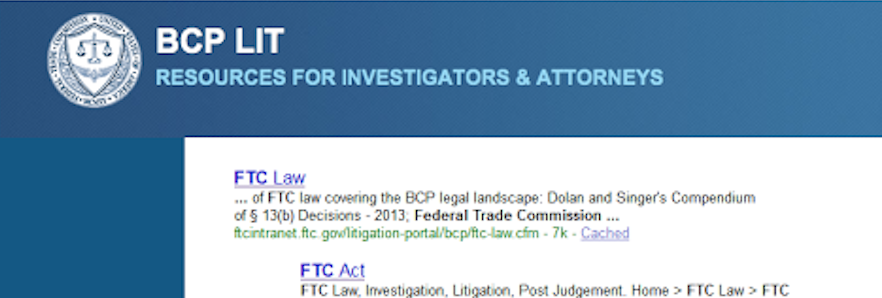 BCP LIT
RESOURCES FOR INVESTIGATORS & ATTORNEYS
FTC Law
... of FTC law covering the BCP legal landscape: Dolan and Singer's Compendium
of § 13(b) Decisions - 2013; Federal Trade Commission ...
ftcintranet.ftc.gov/litigation-portal/bcp/ftc-law.cfm - 7k - Cached
FTC Act
FTC Law, Investigation, Litigation, Post Judgement. Home > FTC Law > FTC